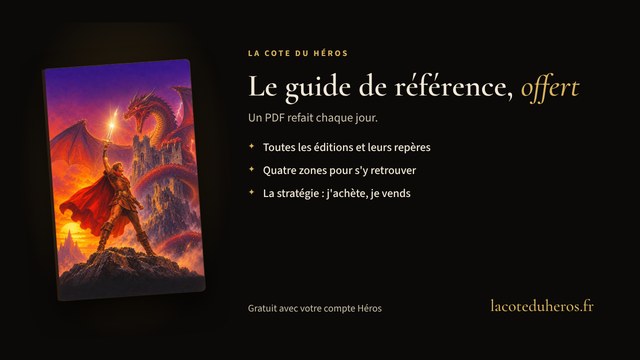 LA COTE DU HÉROS
Le guide de référence, offert
Un PDF refait chaque jour.
Toutes les éditions et leurs repères
Quatre zones pour s'y retrouver
La stratégie : j'achète, je vends
Gratuit avec votre compte Héros
lacoteduheros.fr